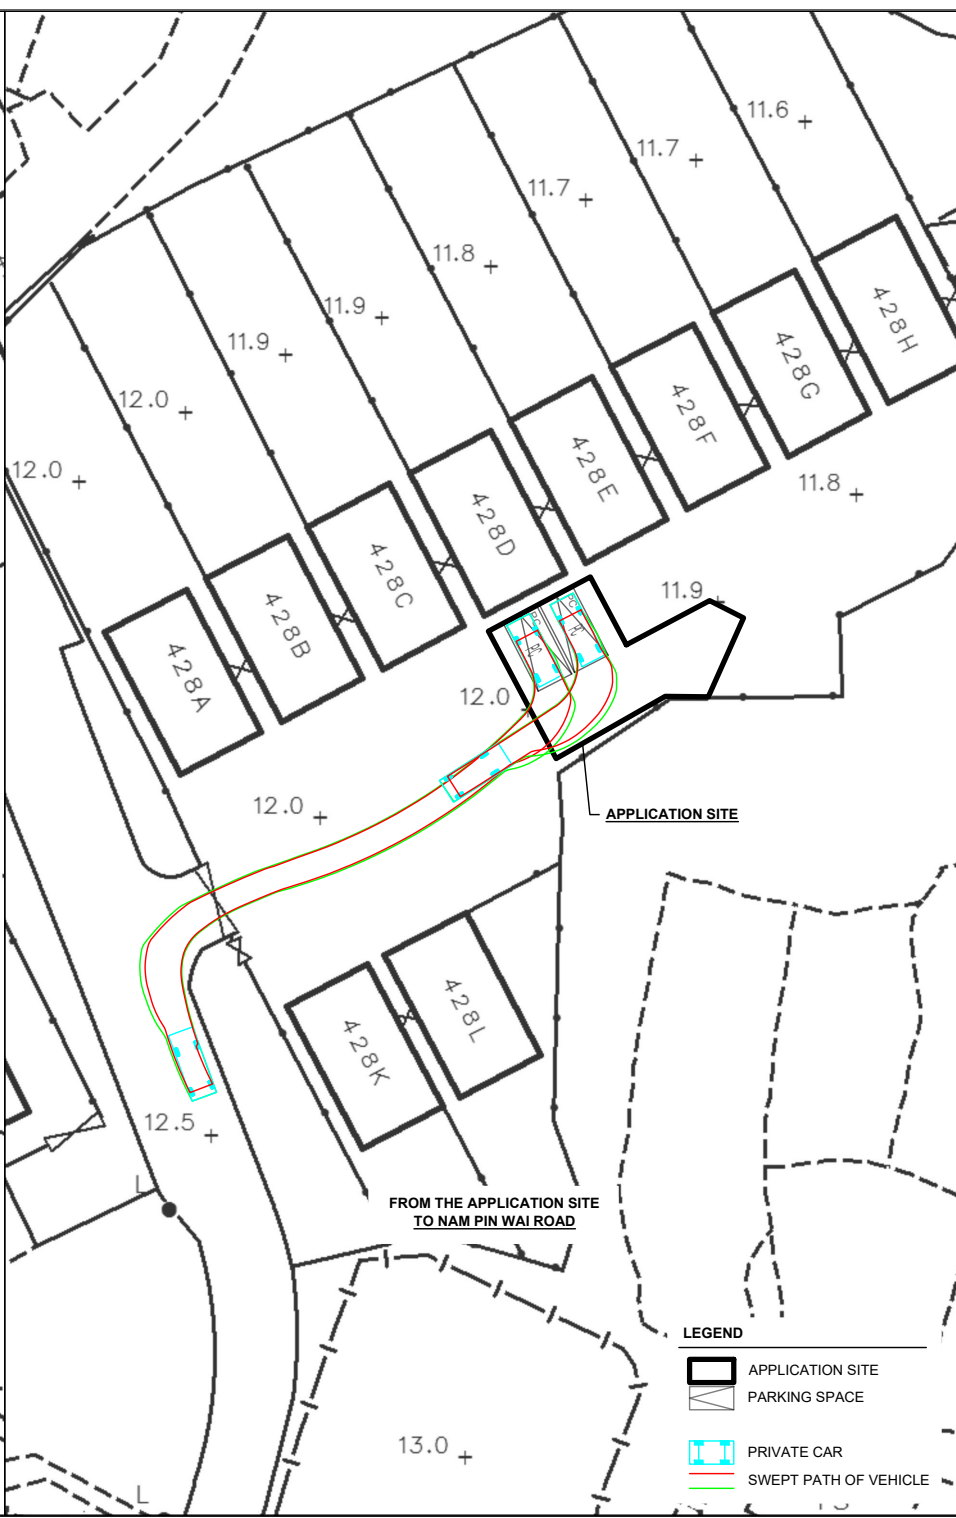 11.6
11.7
11.7
11.8
11.9
11.9
12.0
12.0
428H
428G
428F
428E
428D
428C
428B
428A
11.8
11.9
PC
PC
12.0
12.0
APPLICATION SITE
428L
428K
12.5
L
FROM THE APPLICATION SITE
TO NAM PIN WAI ROAD
13.0
L
LEGEND
APPLICATION SITE
PARKING SPACE
PRIVATE CAR
SWEPT PATH OF VEHICLE